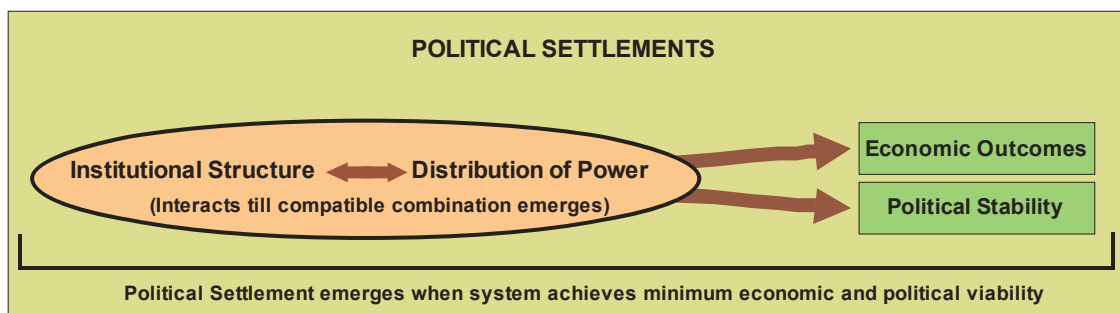 POLITICAL SETTLEMENTS
Institutional Structure Distribution of Power
(Interacts till compatible combination emerges)
Economic Outcomes
Political Stability
Political Settlement emerges when system achieves minimum economic and political viability